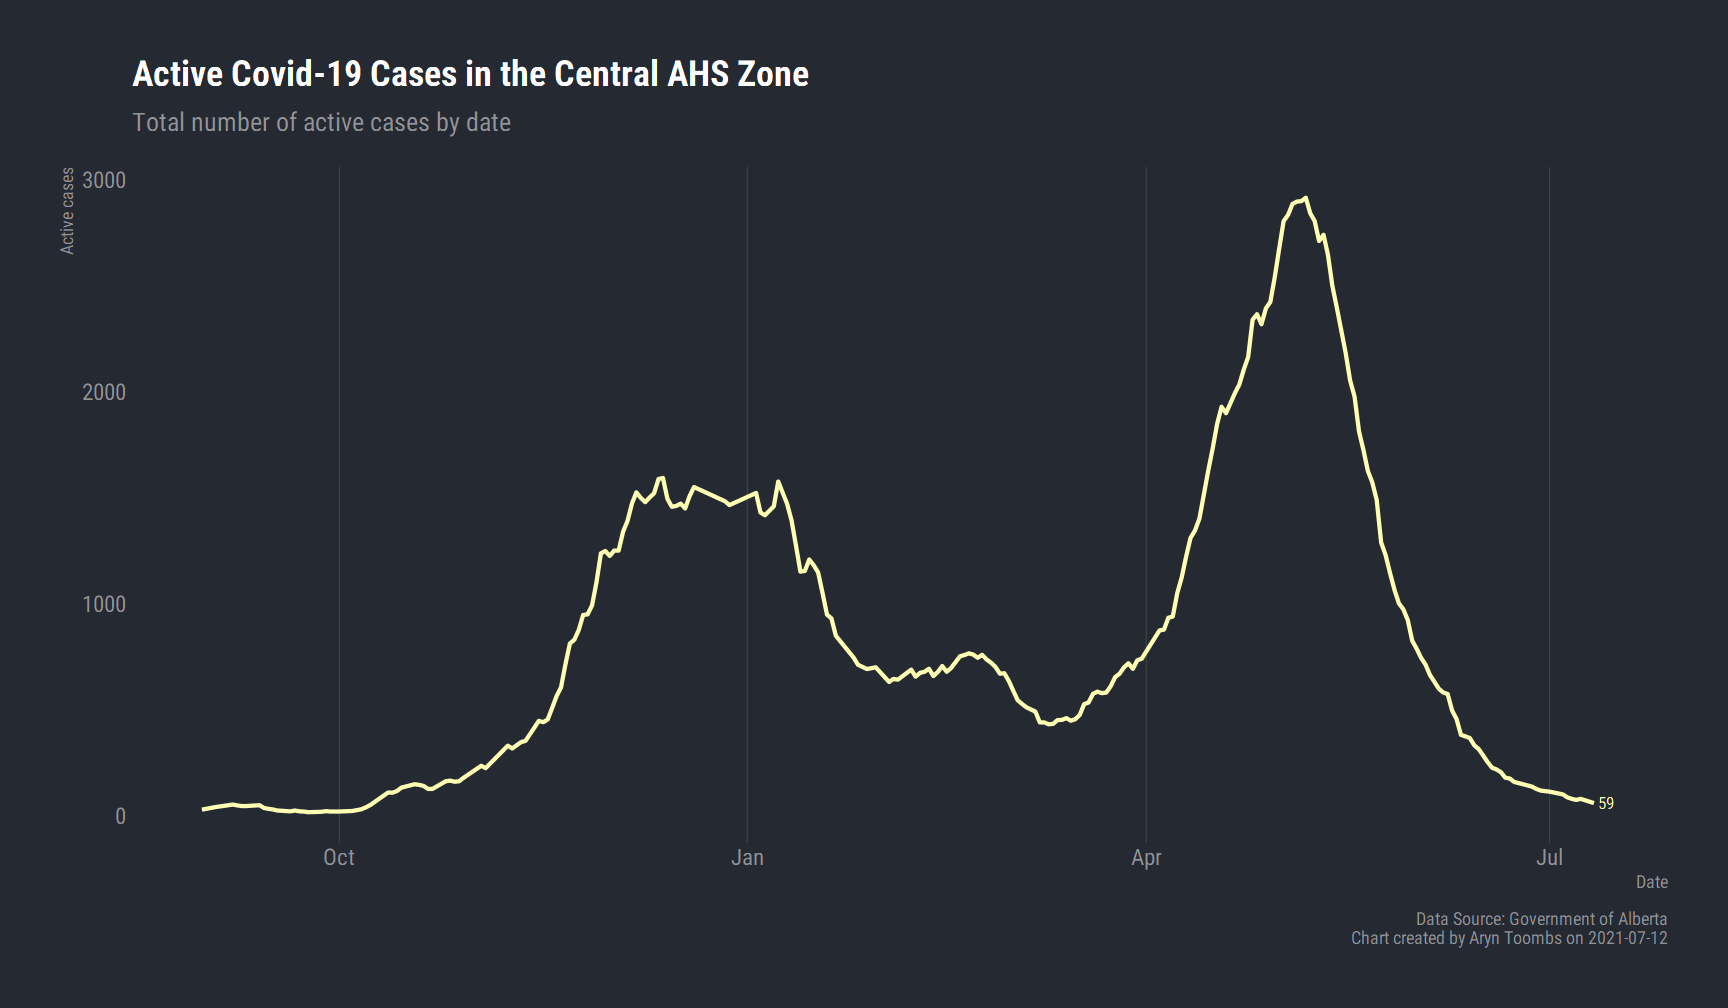 Active Covid-19 Cases in the Central AHS Zone
Total number of active cases by date
Active cases
3000
2000
1000
0
59
Oct
Jan
Apr
Jul
Date
Data Source: Government of Alberta
Chart created by Aryn Toombs on 2021-07-12